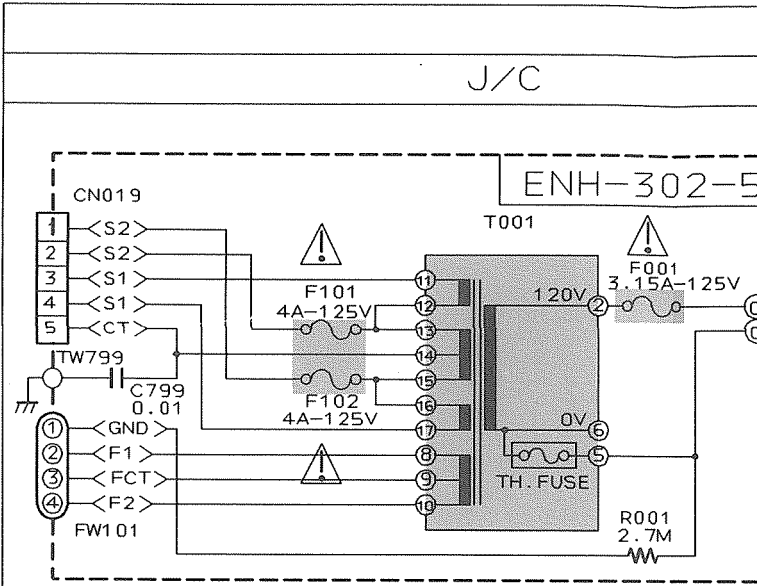 J/C
ENH-302-5
CN019
T001
1 S2
2 S2
3 S1
4 S1
5 CT
F101
4A-125V
F102
4A-125V
F001
3.15A-125V
11
12
13
14
15
16
17
8
9
10
120V 2
0V 6
5
TH. FUSE
TW799
C799
0.01
1 GND
2 F1
3 FCT
4 F2
FW101
R001
2.7M